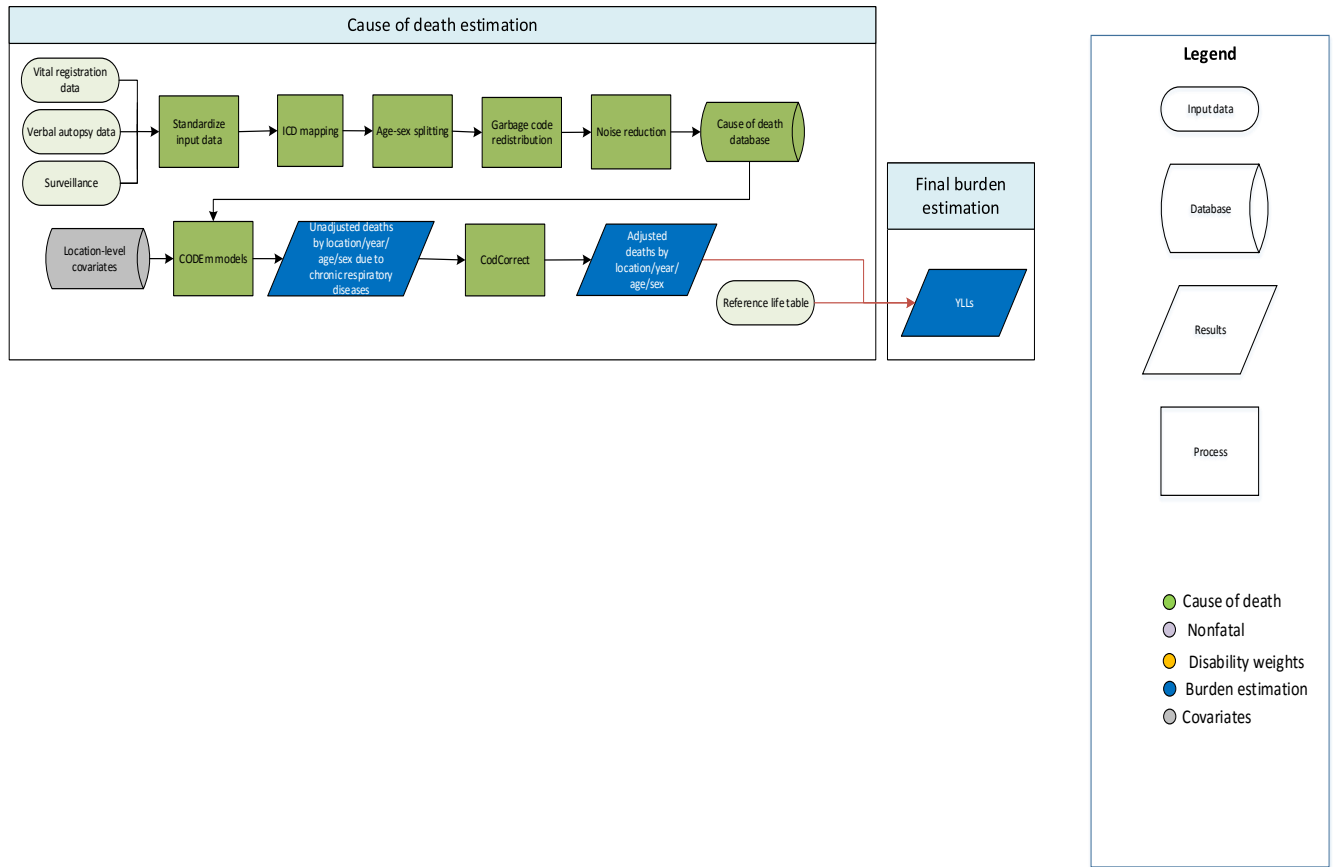 Cause of death estimation
Vital registration
data
Verbal autopsy data
Surveillance
Standardize
input data
ICD mapping
Age-sex splitting
Garbage code
redistribution
Noise reduction
Cause of death
database
Location-level
covariates
CODEm models
Unadjusted deaths
by location/year/
age/sex due to
chronic respiratory
diseases
CodCorrect
Adjusted
deaths by
location/year/
age/sex
Reference life table
Final burden
estimation
YLLs
Legend
Input data
Database
Results
Process
Cause of death
Nonfatal
Disability weights
Burden estimation
Covariates